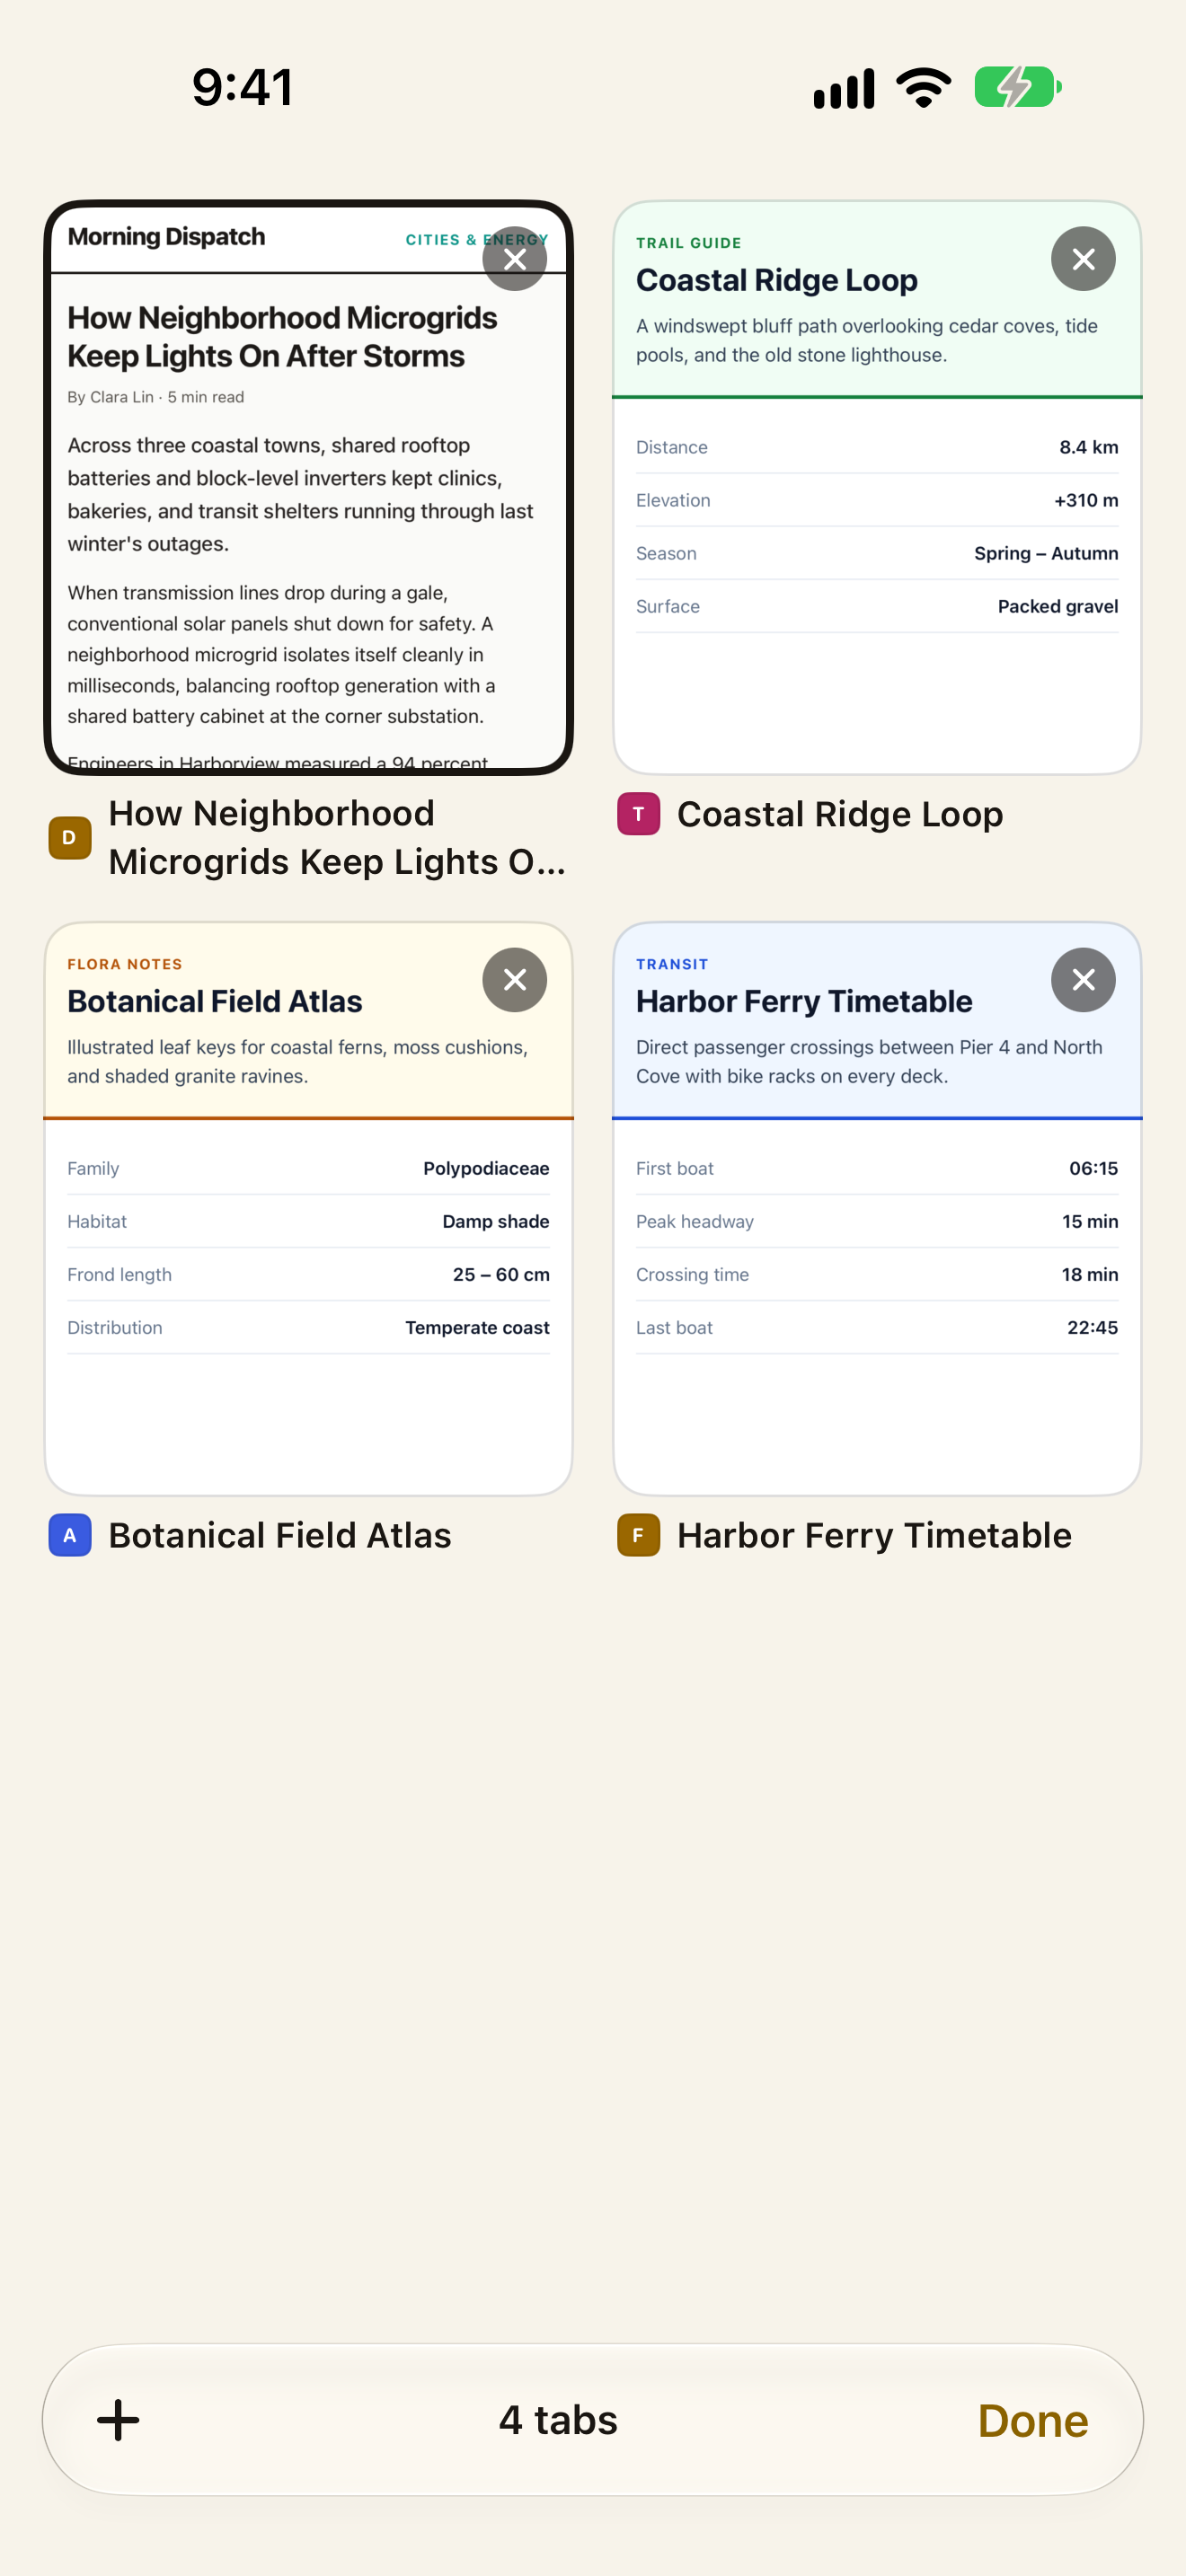 9:41
Morning Dispatch
CITIES & ENERGY
How Neighborhood Microgrids
Keep Lights On After Storms
By Clara Lin · 5 min read
Across three coastal towns, shared rooftop
batteries and block-level inverters kept clinics,
bakeries, and transit shelters running through last
winter's outages.
When transmission lines drop during a gale,
conventional solar panels shut down for safety. A
neighborhood microgrid isolates itself cleanly in
milliseconds, balancing rooftop generation with a
shared battery cabinet at the corner substation.
Engineers in Harborview measured a 94 percent
D
How Neighborhood
Microgrids Keep Lights O...
TRAIL GUIDE
Coastal Ridge Loop
A windswept bluff path overlooking cedar coves, tide
pools, and the old stone lighthouse.
Distance 8.4 km
Elevation +310 m
Season Spring – Autumn
Surface Packed gravel
T Coastal Ridge Loop
FLORA NOTES
Botanical Field Atlas
Illustrated leaf keys for coastal ferns, moss cushions,
and shaded granite ravines.
Family Polypodiaceae
Habitat Damp shade
Frond length 25 – 60 cm
Distribution Temperate coast
A Botanical Field Atlas
TRANSIT
Harbor Ferry Timetable
Direct passenger crossings between Pier 4 and North
Cove with bike racks on every deck.
First boat 06:15
Peak headway 15 min
Crossing time 18 min
Last boat 22:45
F Harbor Ferry Timetable
4 tabs
Done